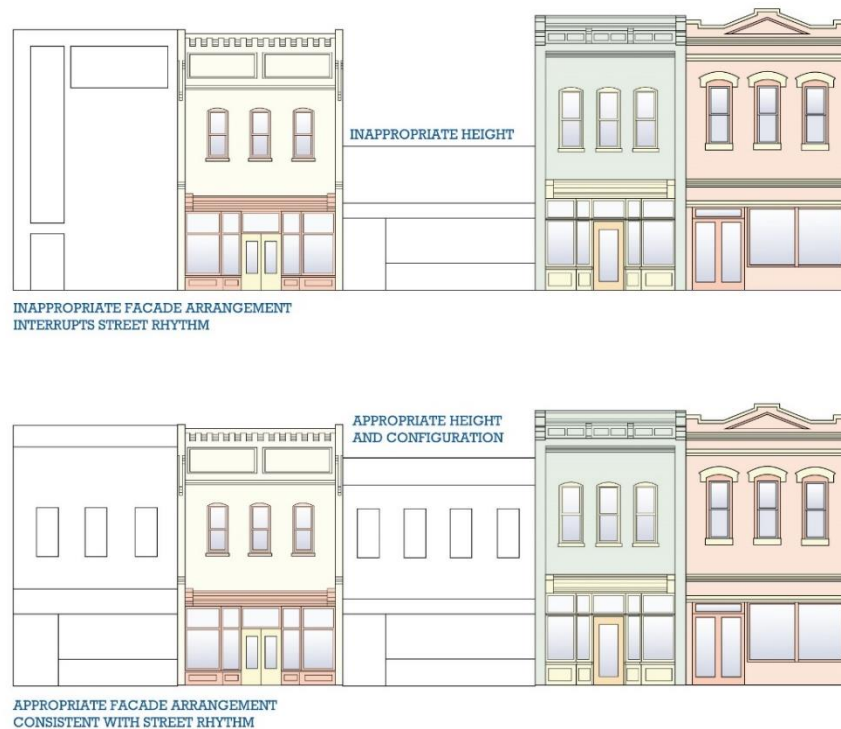 INAPPROPRIATE HEIGHT
INAPPROPRIATE FACADE ARRANGEMENT
INTERRUPTS STREET RHYTHM
APPROPRIATE HEIGHT
AND CONFIGURATION
APPROPRIATE FACADE ARRANGEMENT
CONSISTENT WITH STREET RHYTHM